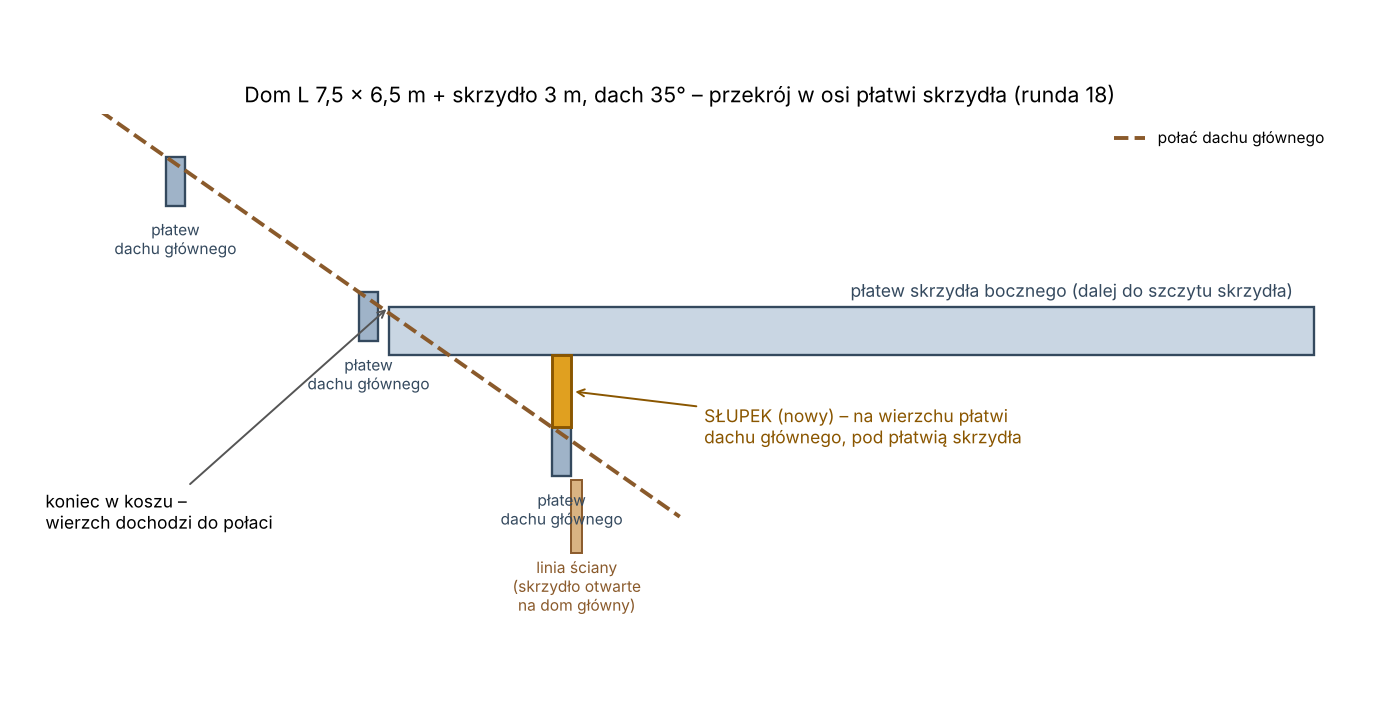 Dom L 7,5 × 6,5 m + skrzydło 3 m, dach 35° – przekrój w osi płatwi skrzydła (runda 18)
połać dachu głównego
płatew
dachu głównego
płatew skrzydła bocznego (dalej do szczytu skrzydła)
płatew
dachu głównego
SŁUPEK (nowy) – na wierzchu płatwi
dachu głównego, pod płatwią skrzydła
koniec w koszu –
wierzch dochodzi do połaci
płatew
dachu głównego
linia ściany
(skrzydło otwarte
na dom główny)